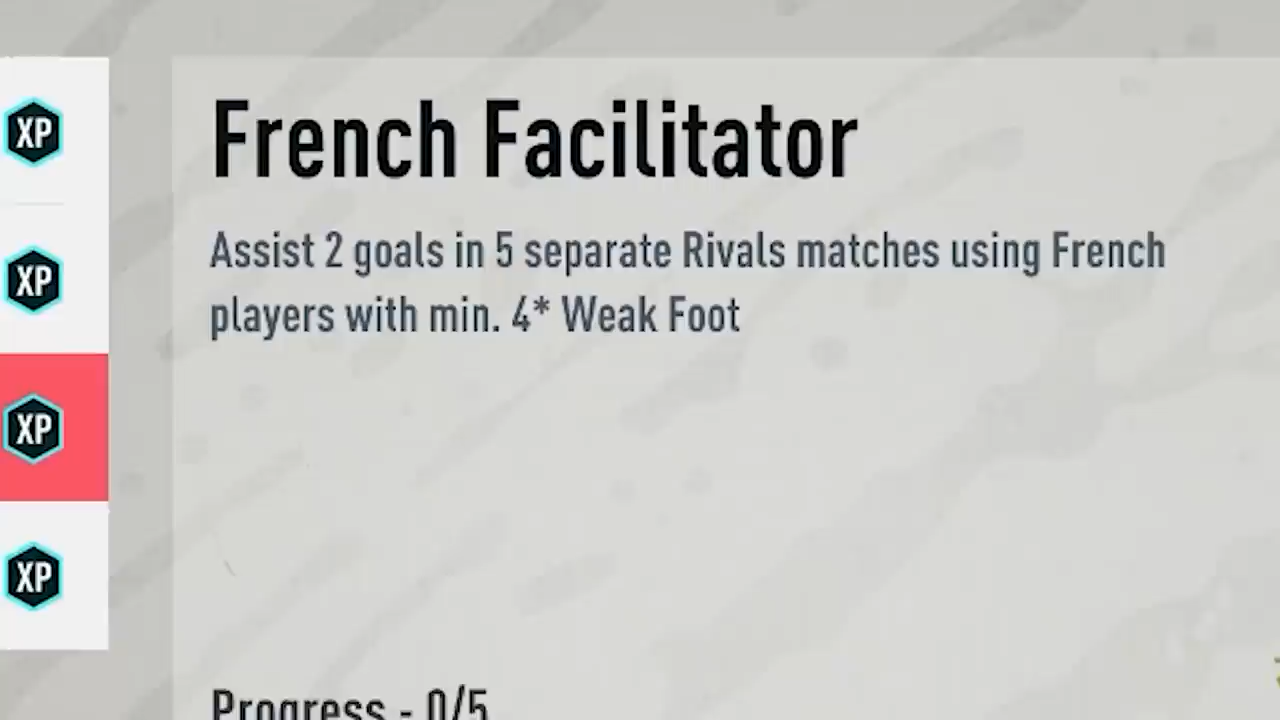 French Facilitator
Assist 2 goals in 5 separate Rivals matches using French
players with min. 4* Weak Foot
XP
XP
XP
XP
Progress - 0/5